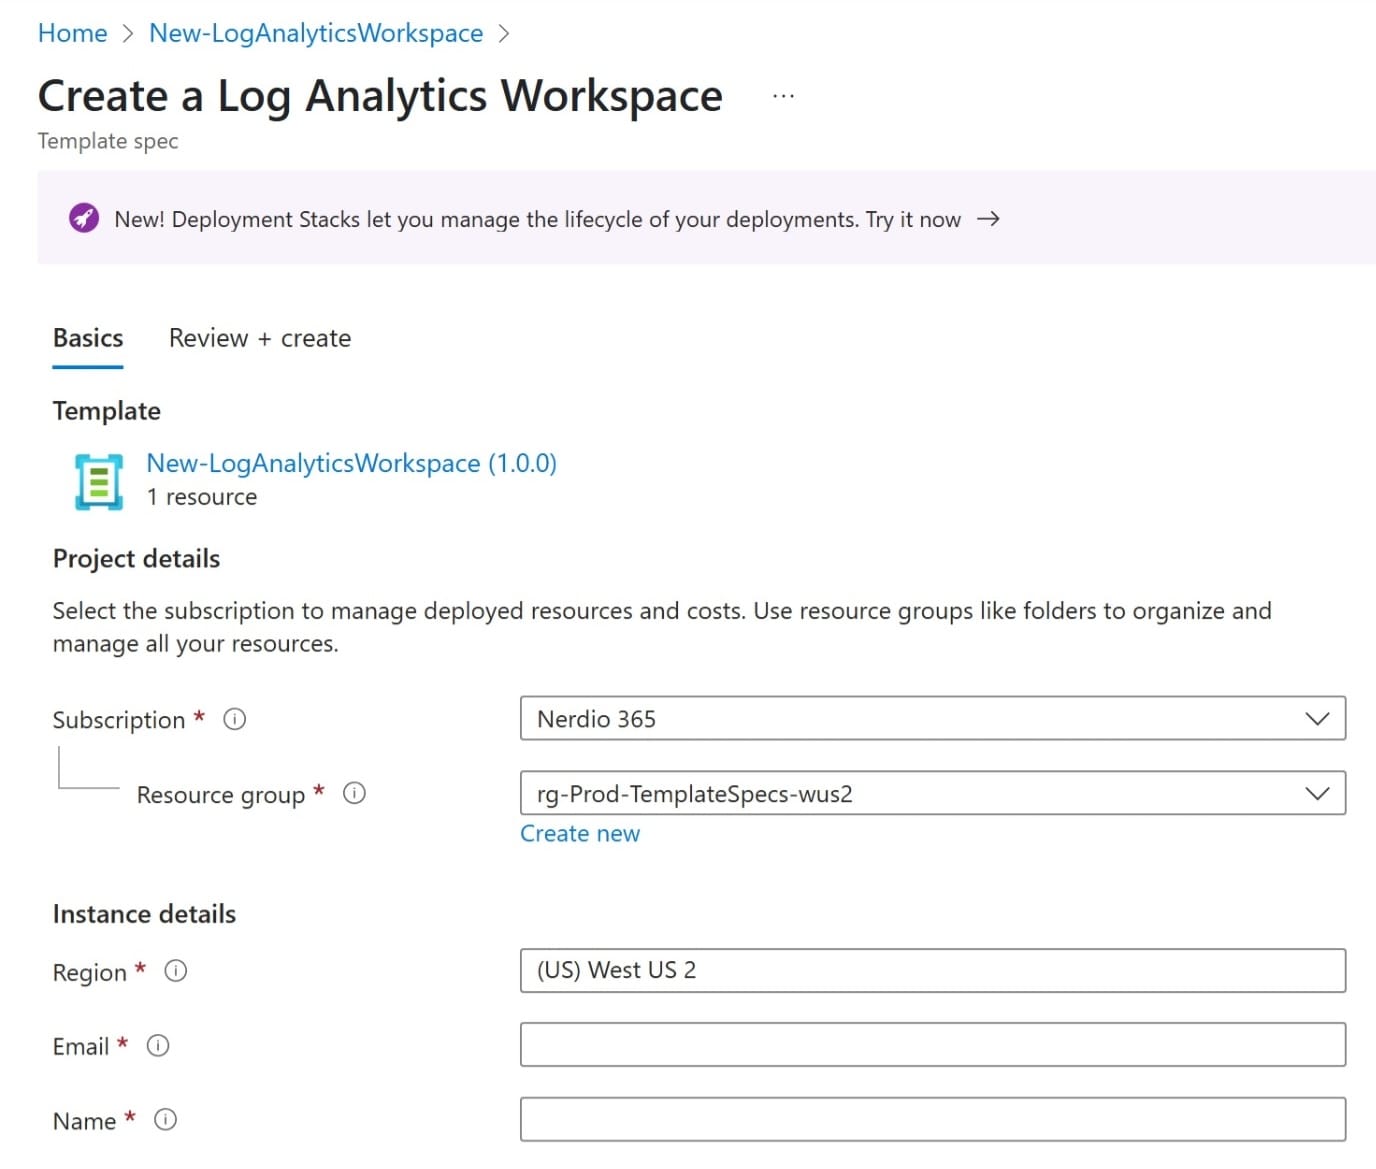 Home > New-LogAnalyticsWorkspace >
Create a Log Analytics Workspace ...
Template spec
New! Deployment Stacks let you manage the lifecycle of your deployments. Try it now →
Basics Review + create
Template
New-LogAnalyticsWorkspace (1.0.0)
1 resource
Project details
Select the subscription to manage deployed resources and costs. Use resource groups like folders to organize and
manage all your resources.
Subscription * Nerdio 365
Resource group * rg-Prod-TemplateSpecs-wus2
Create new
Instance details
Region * (US) West US 2
Email *
Name *